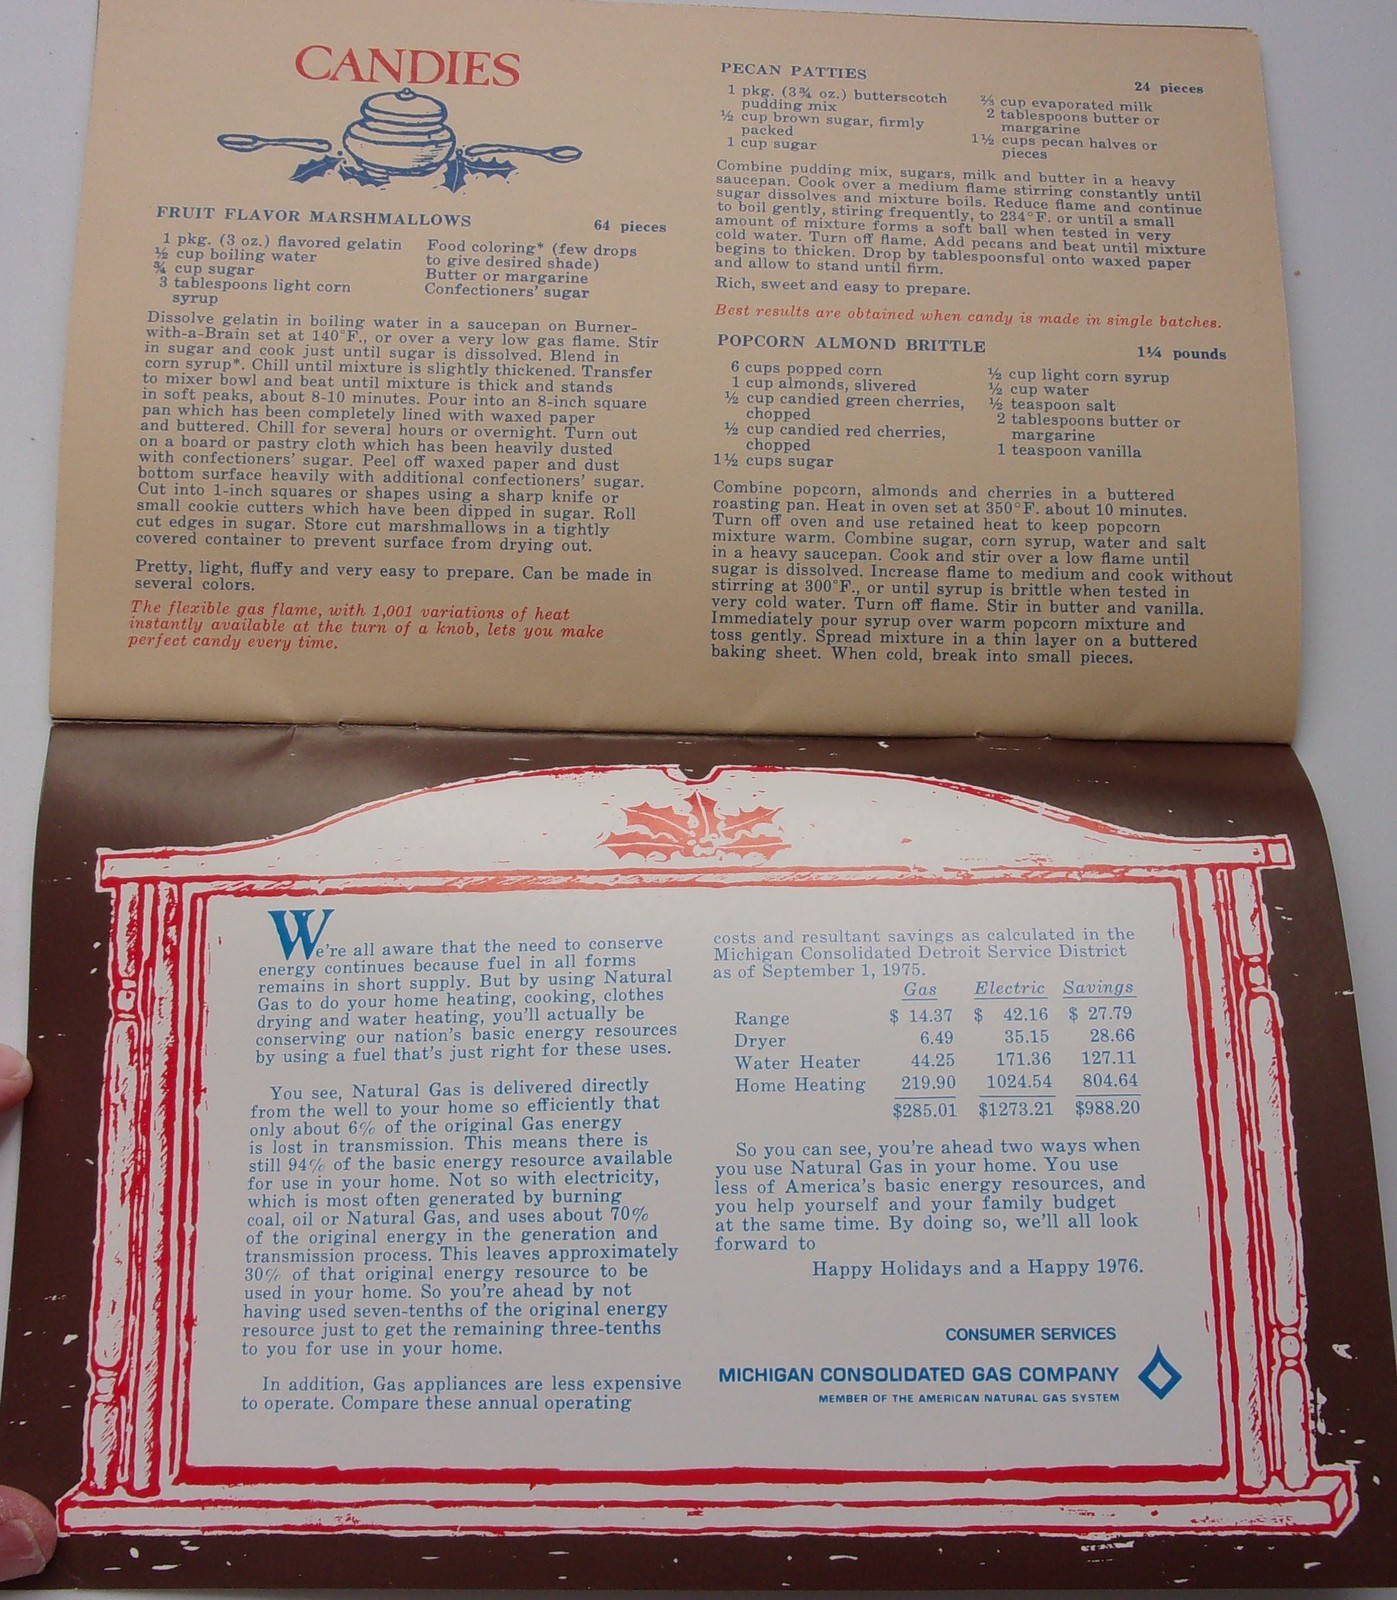 CANDIES
FRUIT FLAVOR MARSHMALLOWS
64 pieces
1 pkg. (3 oz.) flavored gelatin
½ cup boiling water
¾ cup sugar
3 tablespoons light corn
syrup
Food coloring* (few drops
to give desired shade)
Butter or margarine
Confectioners' sugar
Dissolve gelatin in boiling water in a saucepan on Burner-
with-a-Brain set at 140°F., or over a very low gas flame. Stir
in sugar and cook just until sugar is dissolved. Blend in
corn syrup*. Chill until mixture is slightly thickened. Transfer
to mixer bowl and beat until mixture is thick and stands
in soft peaks, about 8-10 minutes. Pour into an 8-inch square
pan which has been completely lined with waxed paper
and buttered. Chill for several hours or overnight. Turn out
on a board or pastry cloth which has been heavily dusted
with confectioners' sugar. Peel off waxed paper and dust
bottom surface heavily with additional confectioners' sugar.
Cut into 1-inch squares or shapes using a sharp knife or
small cookie cutters which have been dipped in sugar. Roll
cut edges in sugar. Store cut marshmallows in a tightly
covered container to prevent surface from drying out.
Pretty, light, fluffy and very easy to prepare. Can be made in
several colors.
The flexible gas flame, with 1,001 variations of heat
instantly available at the turn of a knob, lets you make
perfect candy every time.
PECAN PATTIES
24 pieces
1 pkg. (3¾ oz.) butterscotch
pudding mix
½ cup brown sugar, firmly
packed
1 cup sugar
⅔ cup evaporated milk
2 tablespoons butter or
margarine
1½ cups pecan halves or
pieces
Combine pudding mix, sugars, milk and butter in a heavy
saucepan. Cook over a medium flame stirring constantly until
sugar dissolves and mixture boils. Reduce flame and continue
to boil gently, stiring frequently, to 234°F. or until a small
amount of mixture forms a soft ball when tested in very
cold water. Turn off flame. Add pecans and beat until mixture
begins to thicken. Drop by tablespoonsful onto waxed paper
and allow to stand until firm.
Rich, sweet and easy to prepare.
Best results are obtained when candy is made in single batches.
POPCORN ALMOND BRITTLE
1¼ pounds
6 cups popped corn
1 cup almonds, slivered
½ cup candied green cherries,
chopped
½ cup candied red cherries,
chopped
1½ cups sugar
½ cup light corn syrup
½ cup water
½ teaspoon salt
2 tablespoons butter or
margarine
1 teaspoon vanilla
Combine popcorn, almonds and cherries in a buttered
roasting pan. Heat in oven set at 350°F. about 10 minutes.
Turn off oven and use retained heat to keep popcorn
mixture warm. Combine sugar, corn syrup, water and salt
in a heavy saucepan. Cook and stir over a low flame until
sugar is dissolved. Increase flame to medium and cook without
stirring at 300°F., or until syrup is brittle when tested in
very cold water. Turn off flame. Stir in butter and vanilla.
Immediately pour syrup over warm popcorn mixture and
toss gently. Spread mixture in a thin layer on a buttered
baking sheet. When cold, break into small pieces.
We're all aware that the need to conserve
energy continues because fuel in all forms
remains in short supply. But by using Natural
Gas to do your home heating, cooking, clothes
drying and water heating, you'll actually be
conserving our nation's basic energy resources
by using a fuel that's just right for these uses.
You see, Natural Gas is delivered directly
from the well to your home so efficiently that
only about 6% of the original Gas energy
is lost in transmission. This means there is
still 94% of the basic energy resource available
for use in your home. Not so with electricity,
which is most often generated by burning
coal, oil or Natural Gas, and uses about 70%
of the original energy in the generation and
transmission process. This leaves approximately
30% of that original energy resource to be
used in your home. So you're ahead by not
having used seven-tenths of the original energy
resource just to get the remaining three-tenths
to you for use in your home.
In addition, Gas appliances are less expensive
to operate. Compare these annual operating
costs and resultant savings as calculated in the
Michigan Consolidated Detroit Service District
as of September 1, 1975.
Gas Electric Savings
Range $ 14.37 $ 42.16 $ 27.79
Dryer 6.49 35.15 28.66
Water Heater 44.25 171.36 127.11
Home Heating 219.90 1024.54 804.64
$285.01 $1273.21 $988.20
So you can see, you're ahead two ways when
you use Natural Gas in your home. You use
less of America's basic energy resources, and
you help yourself and your family budget
at the same time. By doing so, we'll all look
forward to
Happy Holidays and a Happy 1976.
CONSUMER SERVICES
MICHIGAN CONSOLIDATED GAS COMPANY
MEMBER OF THE AMERICAN NATURAL GAS SYSTEM